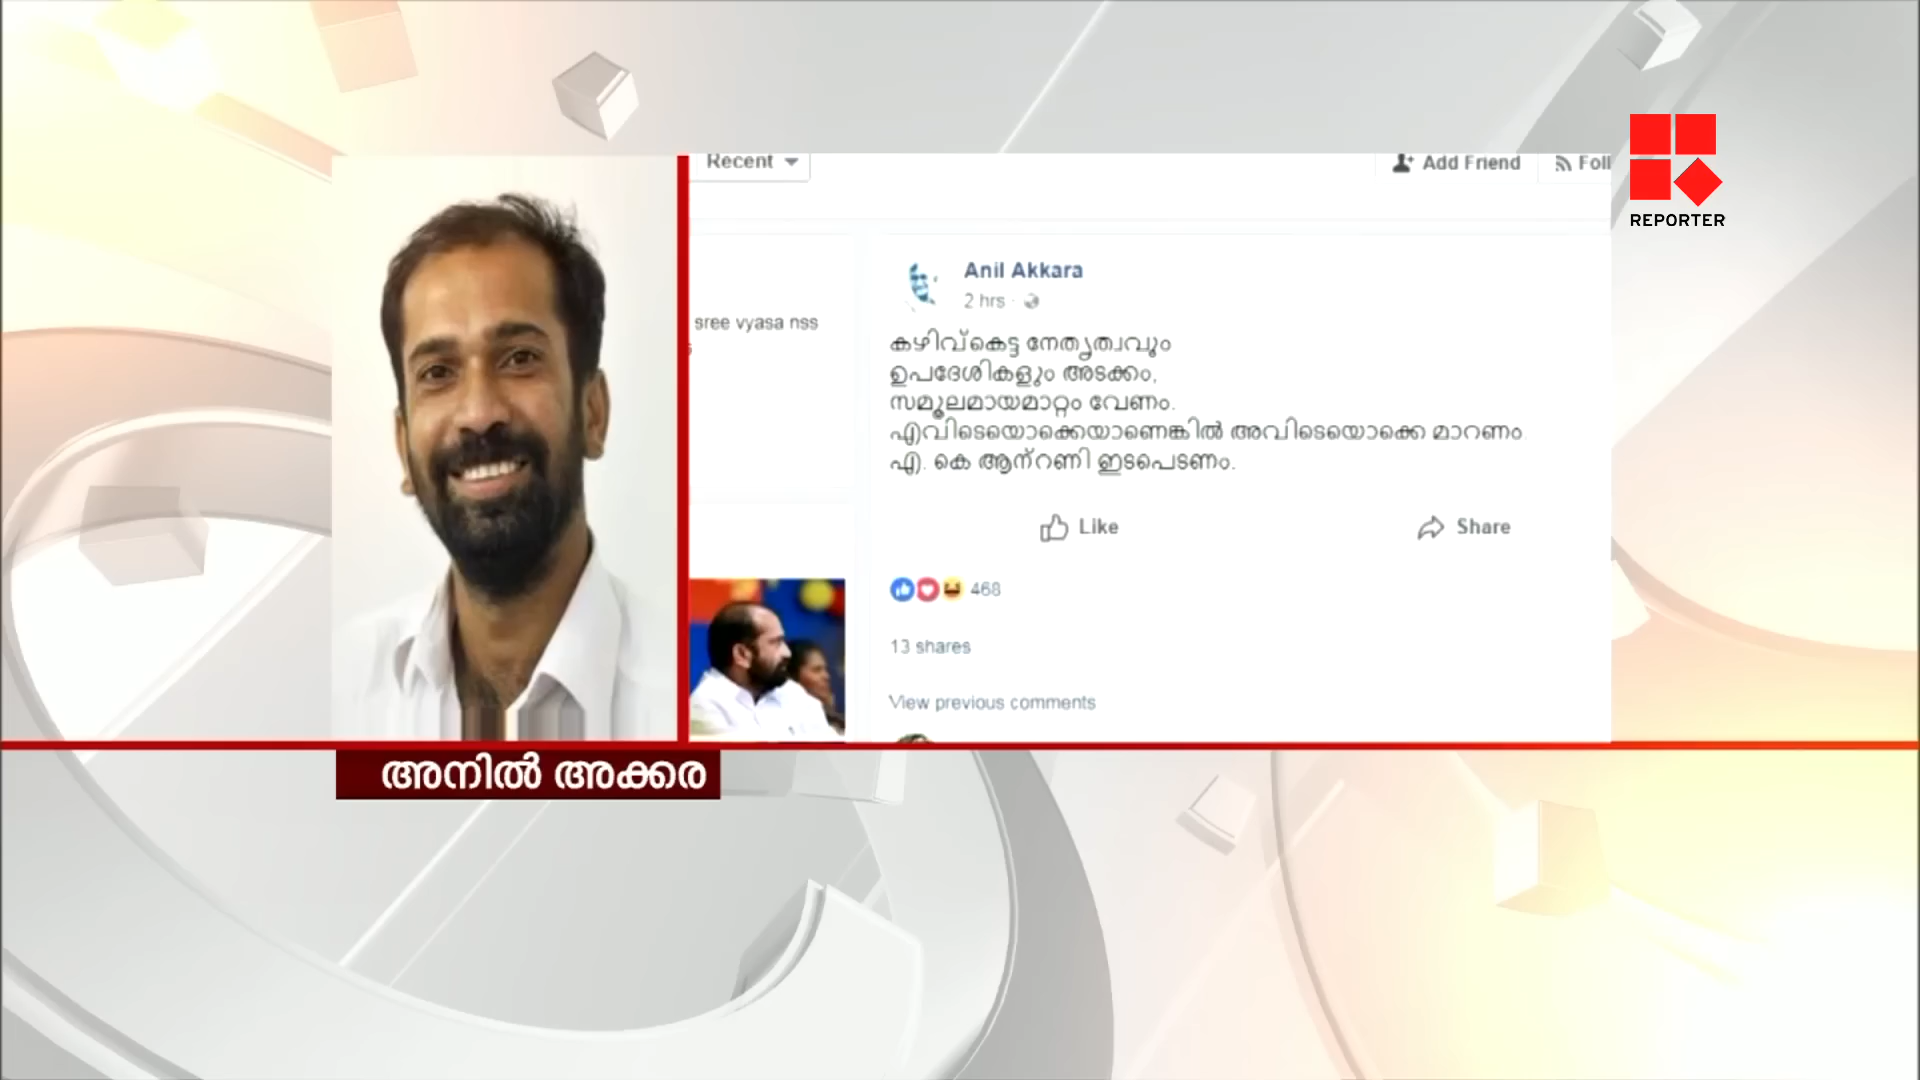 Recent
Add Friend
Foll
REPORTER
Anil Akkara
2 hrs
sree vyasa nss
കഴിവ്കെട്ട നേതൃത്വവും
ഉപദേശികളും അടക്കം,
സമൂലമായമാറ്റം വേണം.
എവിടെയൊക്കെയാണെങ്കിൽ അവിടെയൊക്കെ മാറണം.
എ. കെ ആന്റണി ഇടപെടണം.
Like
Share
468
13 shares
View previous comments
അനിൽ അക്കര